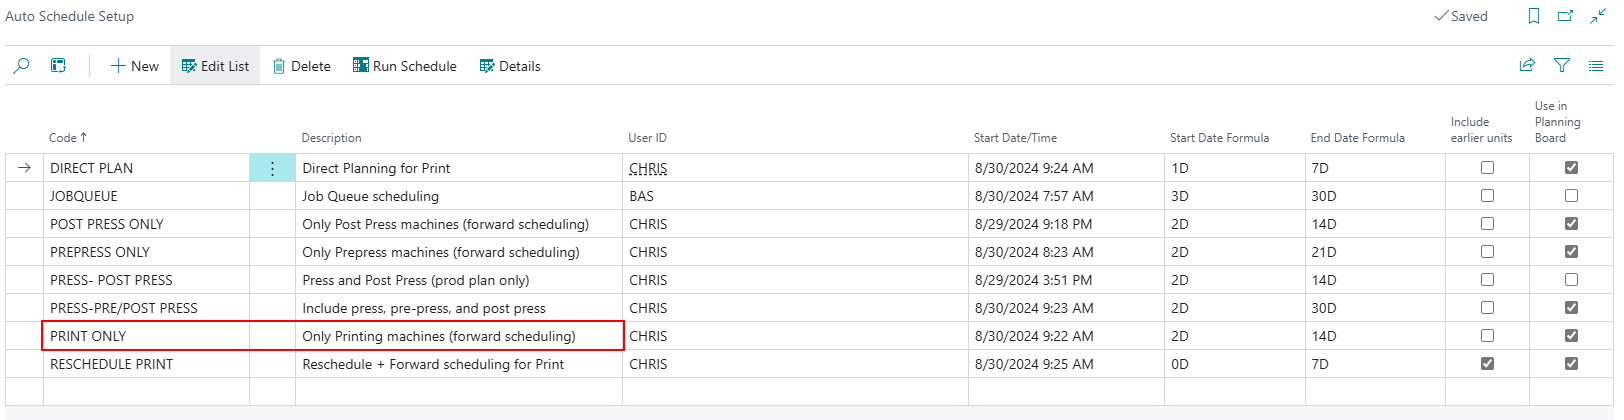 Auto Schedule Setup Saved
New Edit List Delete Run Schedule Details
Code ↑ Description User ID Start Date/Time Start Date Formula End Date Formula Include earlier units Use in Planning Board
DIRECT PLAN Direct Planning for Print CHRIS 8/30/2024 9:24 AM 1D 7D
JOBQUEUE Job Queue scheduling BAS 8/30/2024 7:57 AM 3D 30D
POST PRESS ONLY Only Post Press machines (forward scheduling) CHRIS 8/29/2024 9:18 PM 2D 14D
PREPRESS ONLY Only Prepress machines (forward scheduling) CHRIS 8/30/2024 8:23 AM 2D 21D
PRESS- POST PRESS Press and Post Press (prod plan only) CHRIS 8/29/2024 3:51 PM 2D 14D
PRESS-PRE/POST PRESS Include press, pre-press, and post press CHRIS 8/30/2024 9:23 AM 2D 30D
PRINT ONLY Only Printing machines (forward scheduling) CHRIS 8/30/2024 9:22 AM 2D 14D
RESCHEDULE PRINT Reschedule + Forward scheduling for Print CHRIS 8/30/2024 9:25 AM 0D 7D